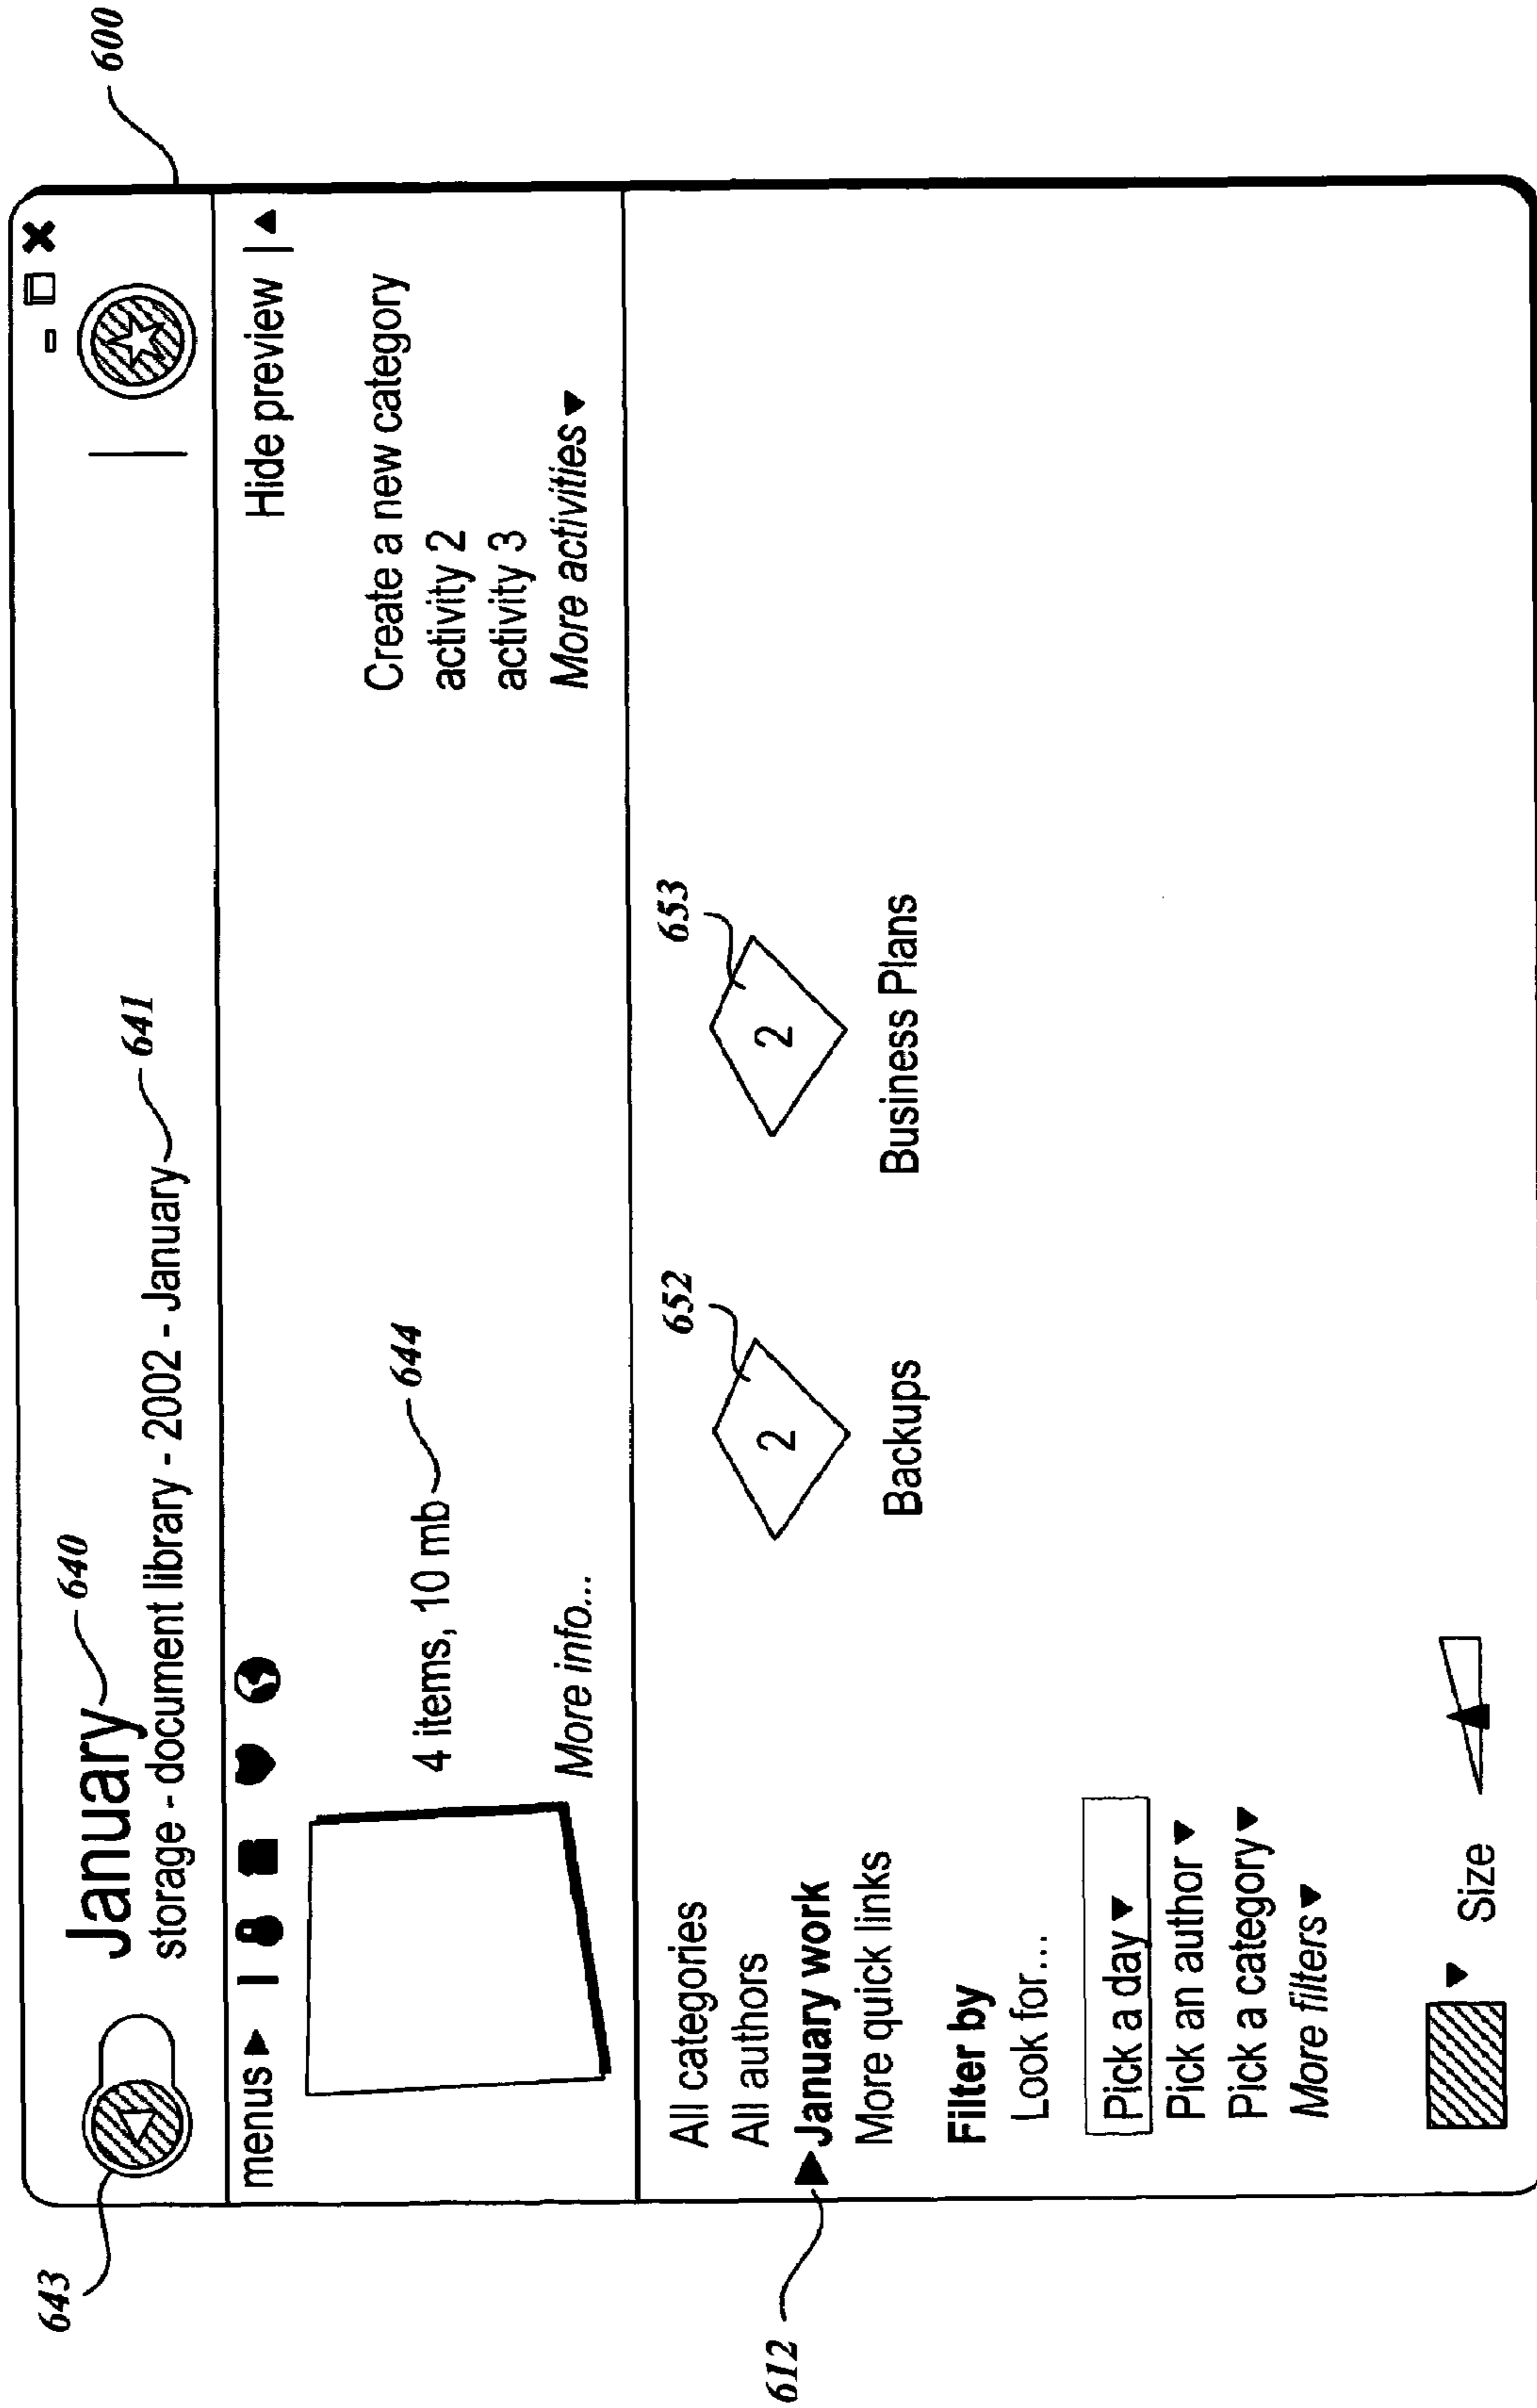 600
643
January 640
storage - document library - 2002 - January 641
menus
Hide preview
4 items, 10 mb 644
More info...
Create a new category
activity 2
activity 3
More activities
612
All categories
All authors
January work
More quick links
Filter by
Look for...
Pick a day
Pick an author
Pick a category
More filters
Size
652
2
Backups
653
2
Business Plans